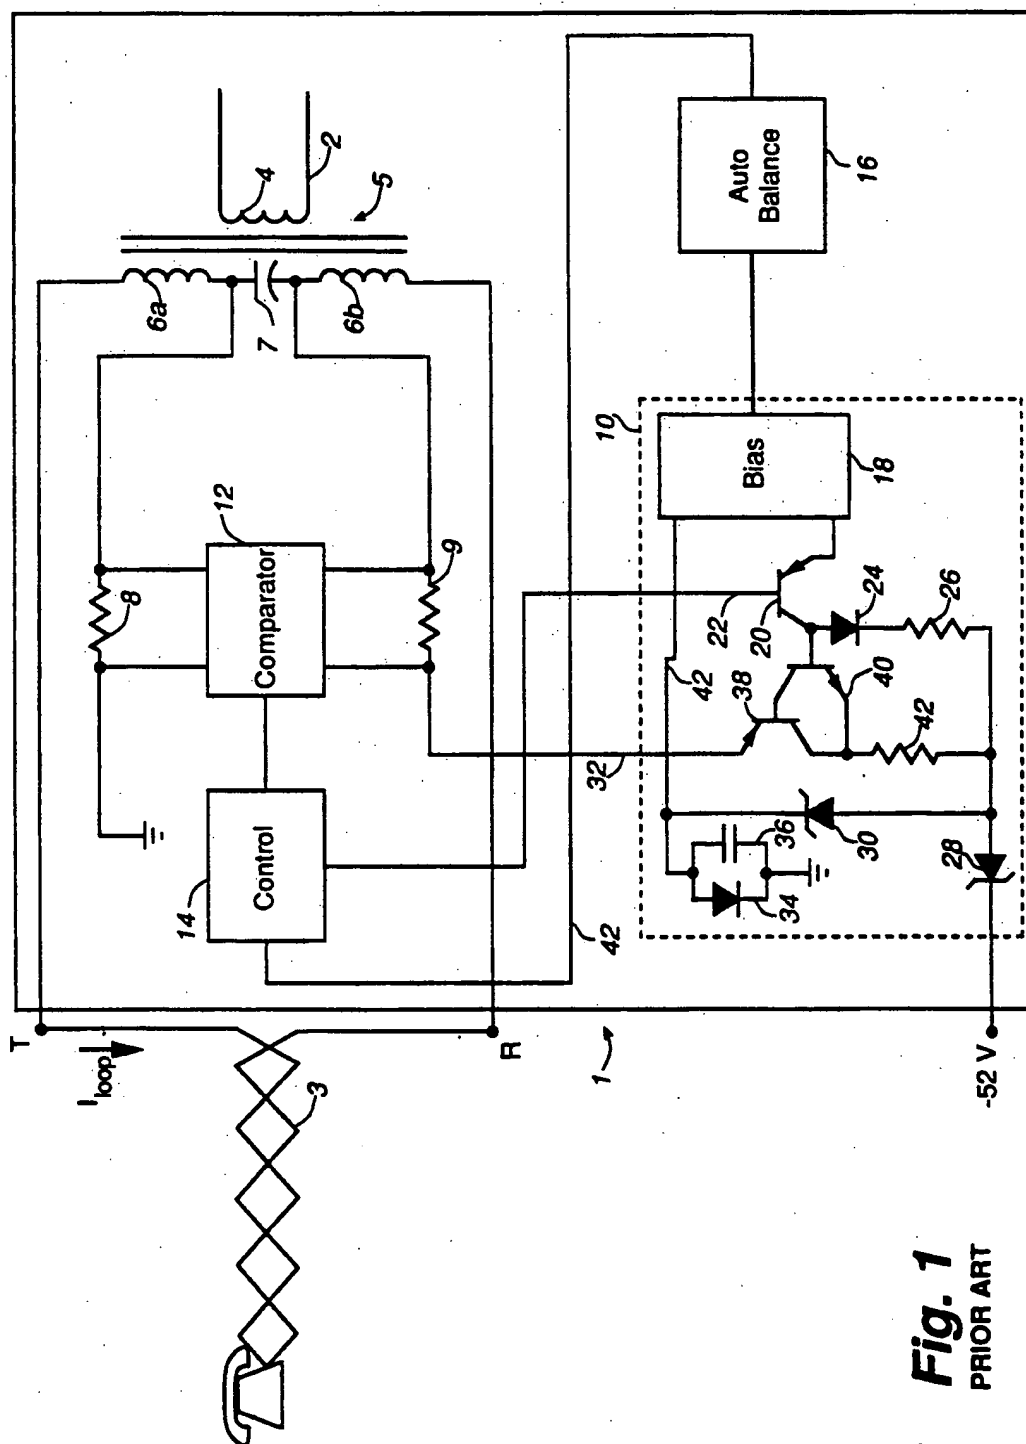 T
I loop
3
R
1
-52 V
6a
7
6b
4
2
5
8
12
Comparator
9
14
Control
32
42
22
10
Auto
Balance
16
Bias
18
42
38
20
24
26
40
42
36
34
30
28
Fig. 1
PRIOR ART